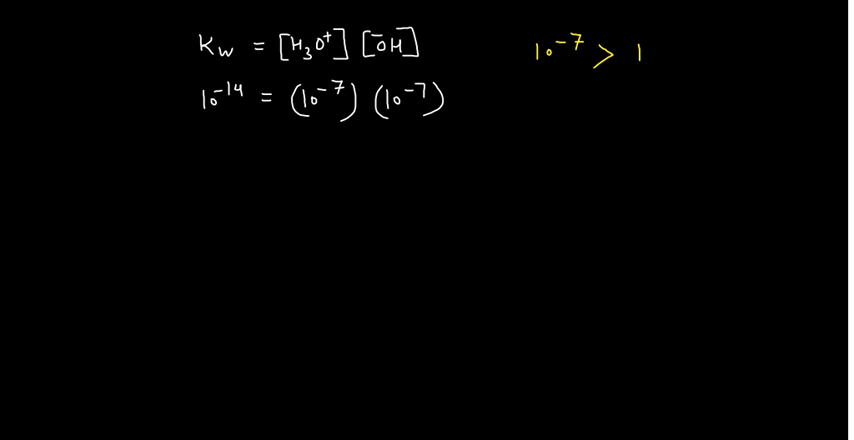 Kw = [H₃O⁺] [⁻OH]
10⁻¹⁴ = (10⁻⁷) (10⁻⁷)
10⁻⁷ > 1